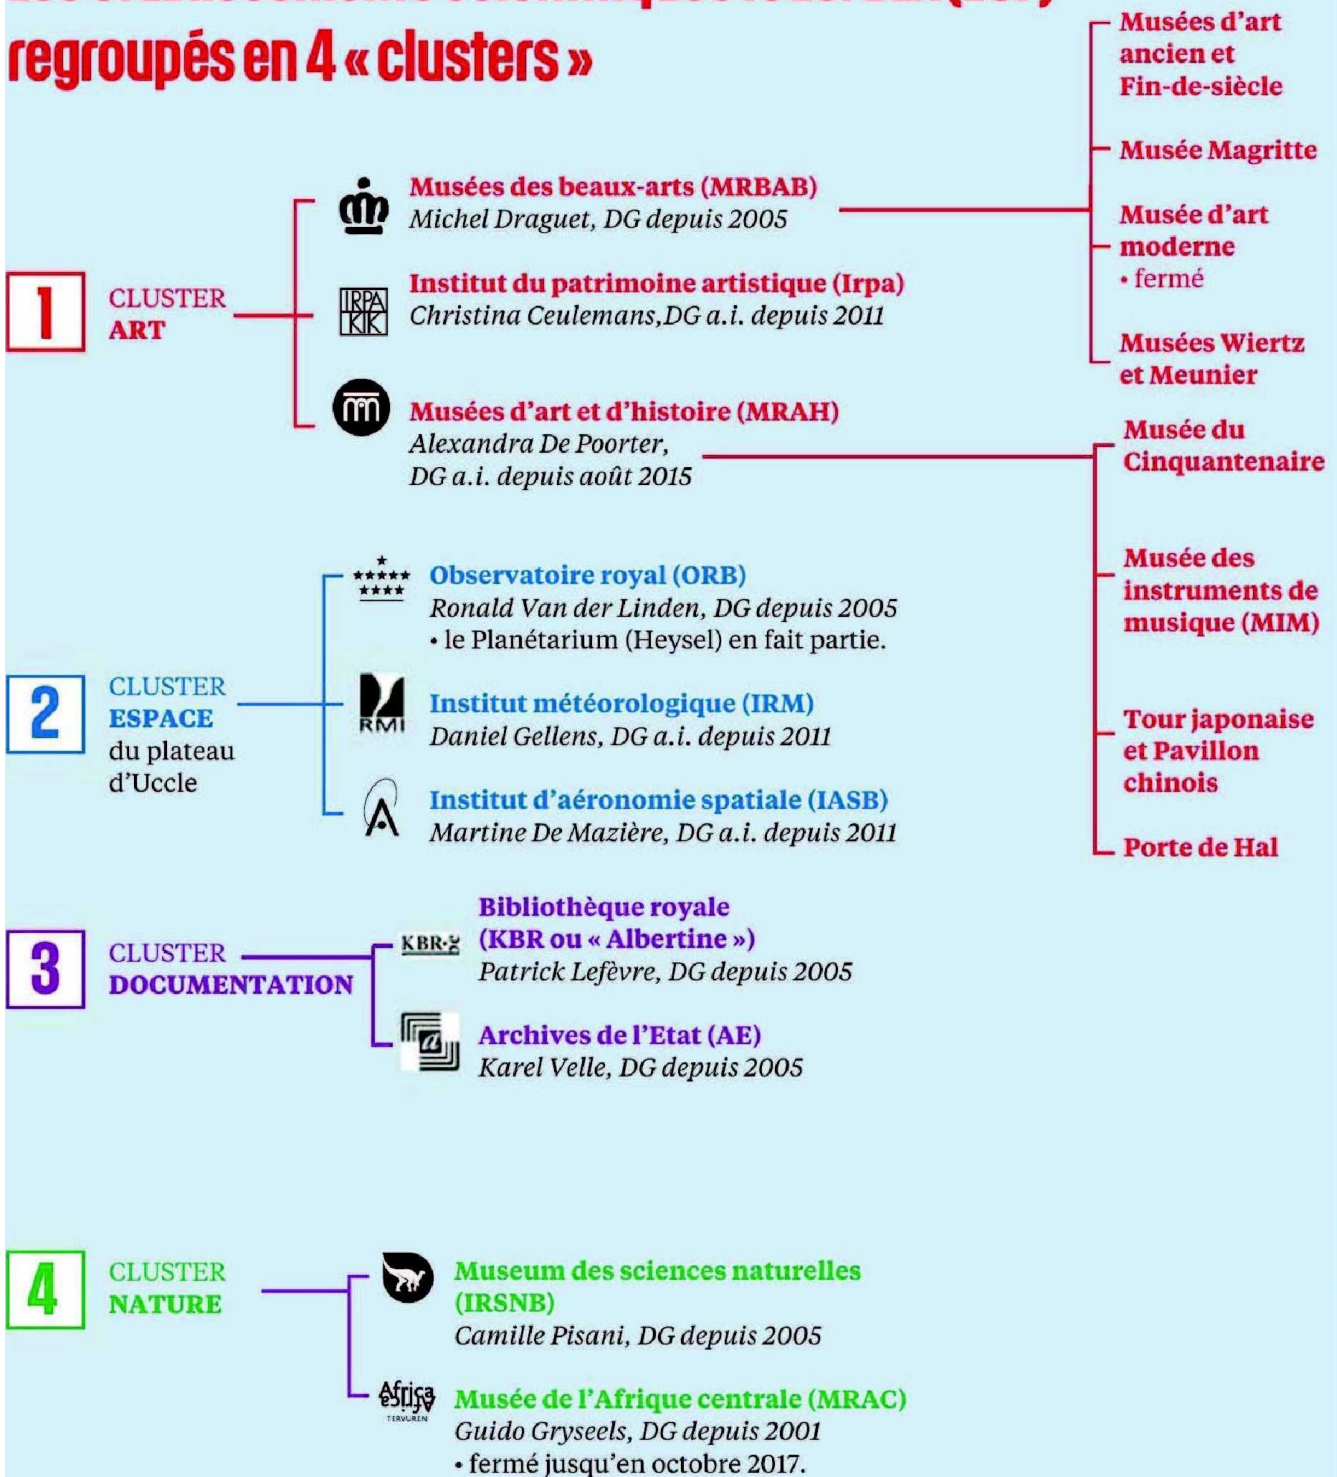 regroupés en 4 « clusters »
1
CLUSTER
ART
Musées des beaux-arts (MRBAB)
Michel Draguet, DG depuis 2005
IRPA
KIK
Institut du patrimoine artistique (Irpa)
Christina Ceulemans,DG a.i. depuis 2011
Musées d’art et d’histoire (MRAH)
Alexandra De Poorter,
DG a.i. depuis août 2015
Musées d’art
ancien et
Fin-de-siècle
Musée Magritte
Musée d’art
moderne
• fermé
Musées Wiertz
et Meunier
Musée du
Cinquantenaire
Musée des
instruments de
musique (MIM)
Tour japonaise
et Pavillon
chinois
Porte de Hal
2
CLUSTER
ESPACE
du plateau
d’Uccle
Observatoire royal (ORB)
Ronald Van der Linden, DG depuis 2005
• le Planétarium (Heysel) en fait partie.
RMI
Institut météorologique (IRM)
Daniel Gellens, DG a.i. depuis 2011
Institut d’aéronomie spatiale (IASB)
Martine De Mazière, DG a.i. depuis 2011
3
CLUSTER
DOCUMENTATION
KBR
Bibliothèque royale
(KBR ou « Albertine »)
Patrick Lefèvre, DG depuis 2005
a
Archives de l’Etat (AE)
Karel Velle, DG depuis 2005
4
CLUSTER
NATURE
Museum des sciences naturelles
(IRSNB)
Camille Pisani, DG depuis 2005
Africa
TERVUREN
Musée de l’Afrique centrale (MRAC)
Guido Gryseels, DG depuis 2001
• fermé jusqu’en octobre 2017.